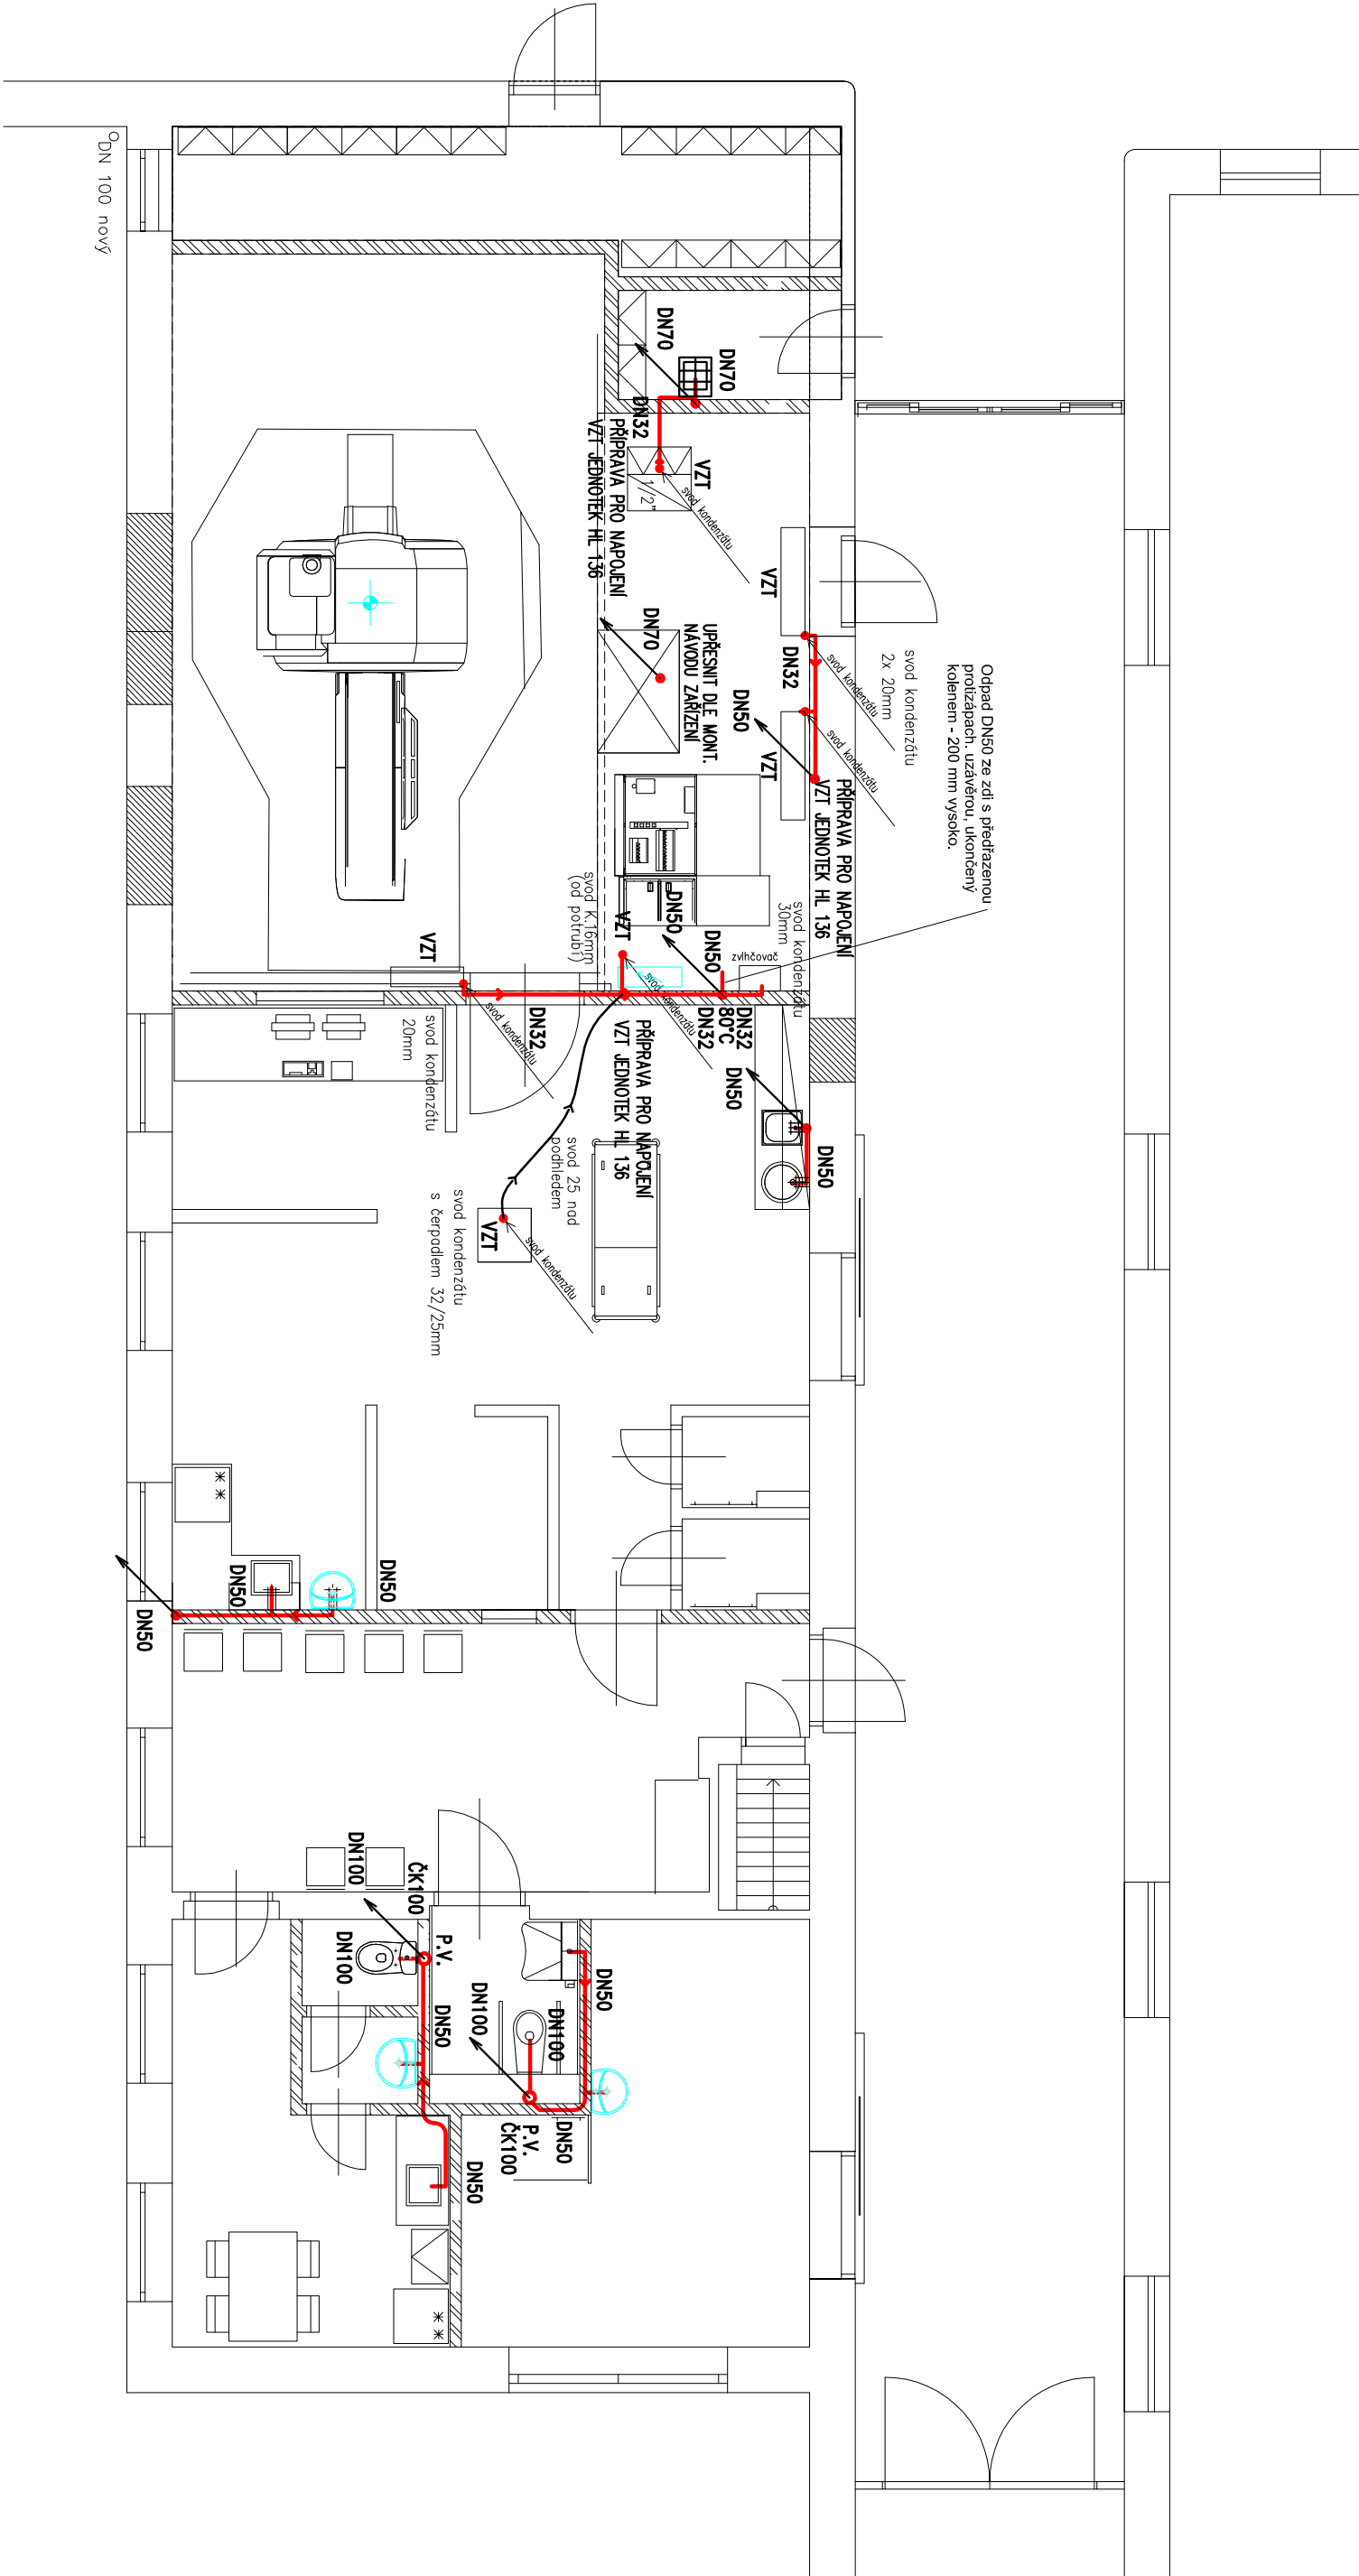 DN 100 nový
DN70
DN70
DN32
VZT
svod kondenzátu
1/2"
PŘÍPRAVA PRO NAPOJENÍ
VZT JEDNOTEK HL 136
VZT
DN70
UPŘESNIT DLE MONT.
NÁVODU ZAŘÍZENÍ
DN32
svod kondenzátu
svod kondenzátu
2x 20mm
Odpad DN50 ze zdi s předřazenou
protizápach. uzávěrou, ukončený
kolenem - 200 mm vysoko.
DN50
VZT
svod kondenzátu
PŘÍPRAVA PRO NAPOJENÍ
VZT JEDNOTEK HL 136
svod K.16mm
(od potrubí)
DN50
VZT
DN50
zvlhčovač
svod kondenzátu
30mm
VZT
svod kondenzátu
svod kondenzátu
DN32
DN32
80°C
DN32
svod kondenzátu
20mm
PŘÍPRAVA PRO NAPOJENÍ
VZT JEDNOTEK HL 136
DN50
DN50
svod 25 nad
podhledem
svod kondenzátu
s čerpadlem 32/25mm
VZT
svod kondenzátu
DN50
DN50
DN50
DN100
ČK100
P.V.
DN100
DN50
DN100
DN100
DN50
DN50
P.V.
ČK100
DN50